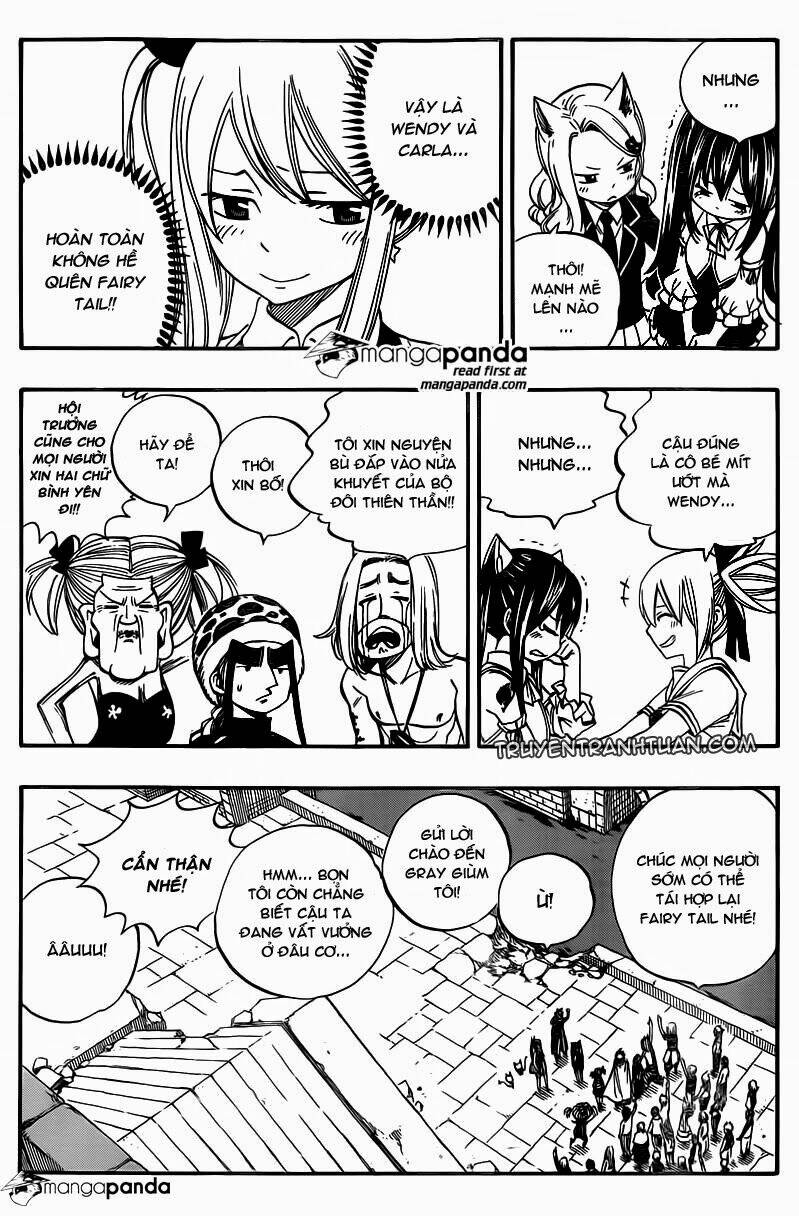 NHƯNG
...
THÔI!
MẠNH MẼ
LÊN NÀO
...
VẬY LÀ
WENDY VÀ
CARLA...
HOÀN TOÀN
KHÔNG HỀ
QUÊN FAIRY
TAIL!!
mangapanda
read first at
mangapanda.com
CẬU ĐÚNG
LÀ CÔ BÉ MÍT
ƯỚT MÀ
WENDY...
NHƯNG...
NHƯNG...
TÔI XIN NGUYỆN
BÙ ĐẮP VÀO NỬA
KHUYẾT CỦA BỘ
ĐÔI THIÊN THẦN!!
THÔI
XIN BỐ!
HÃY ĐỂ
TA!
HỘI
TRƯỞNG
CŨNG CHO
MỌI NGƯỜI
XIN HAI CHỮ
BÌNH YÊN
ĐI!!
TRUYENTRANHTUAN.COM
CHÚC MỌI NGƯỜI
SỚM CÓ THỂ
TÁI HỢP LẠI
FAIRY TAIL NHÉ!
Ừ!
GỬI LỜI
CHÀO ĐẾN
GRAY GIÙM
TÔI!
HMM... BỌN
TÔI CÒN CHẲNG
BIẾT CẬU TA
ĐANG VẤT VƯỞNG
Ở ĐÂU CƠ...
CẨN THẬN
NHÉ!
ÂÂUUU!
mangapanda